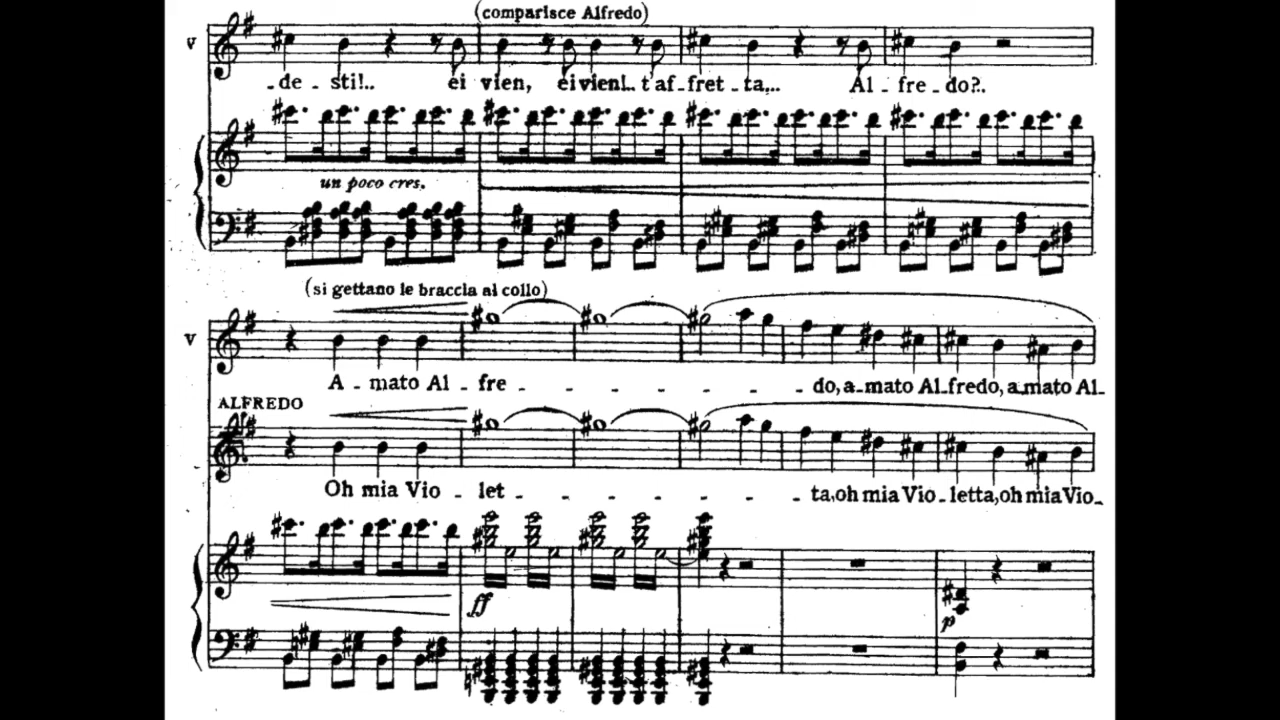 (comparisce Alfredo)
V
-de - sti!.. ei vien, ei vien!.. t'af-fret - ta,.. Al - fre - do?.
un poco cres.
(si gettano le braccia al collo)
V
A - mato Al - fre - - - - - - do, a-mato Al-fredo, a-mato Al-
ALFREDO
Oh mia Vio - let - - - - - - ta, oh mia Vio-letta, oh mia Vio-
ff
p